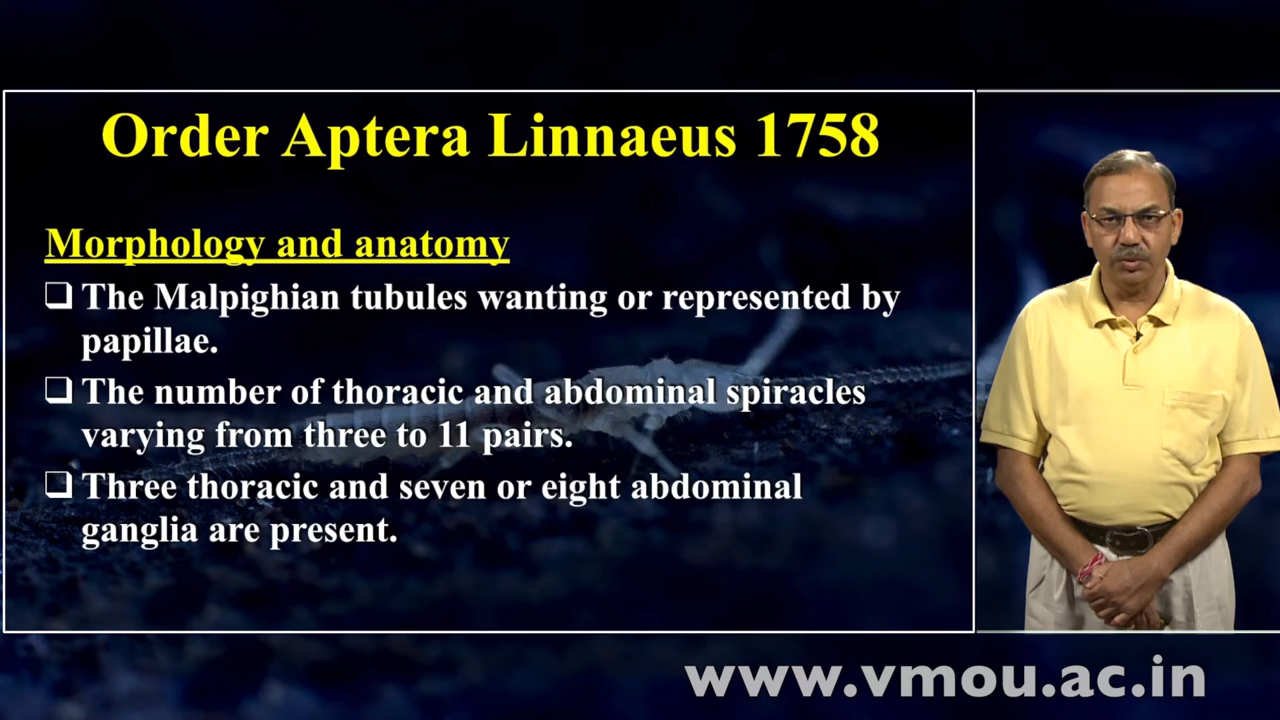 Order Aptera Linnaeus 1758
Morphology and anatomy
❑ The Malpighian tubules wanting or represented by
papillae.
❑ The number of thoracic and abdominal spiracles
varying from three to 11 pairs.
❑ Three thoracic and seven or eight abdominal
ganglia are present.
www.vmou.ac.in